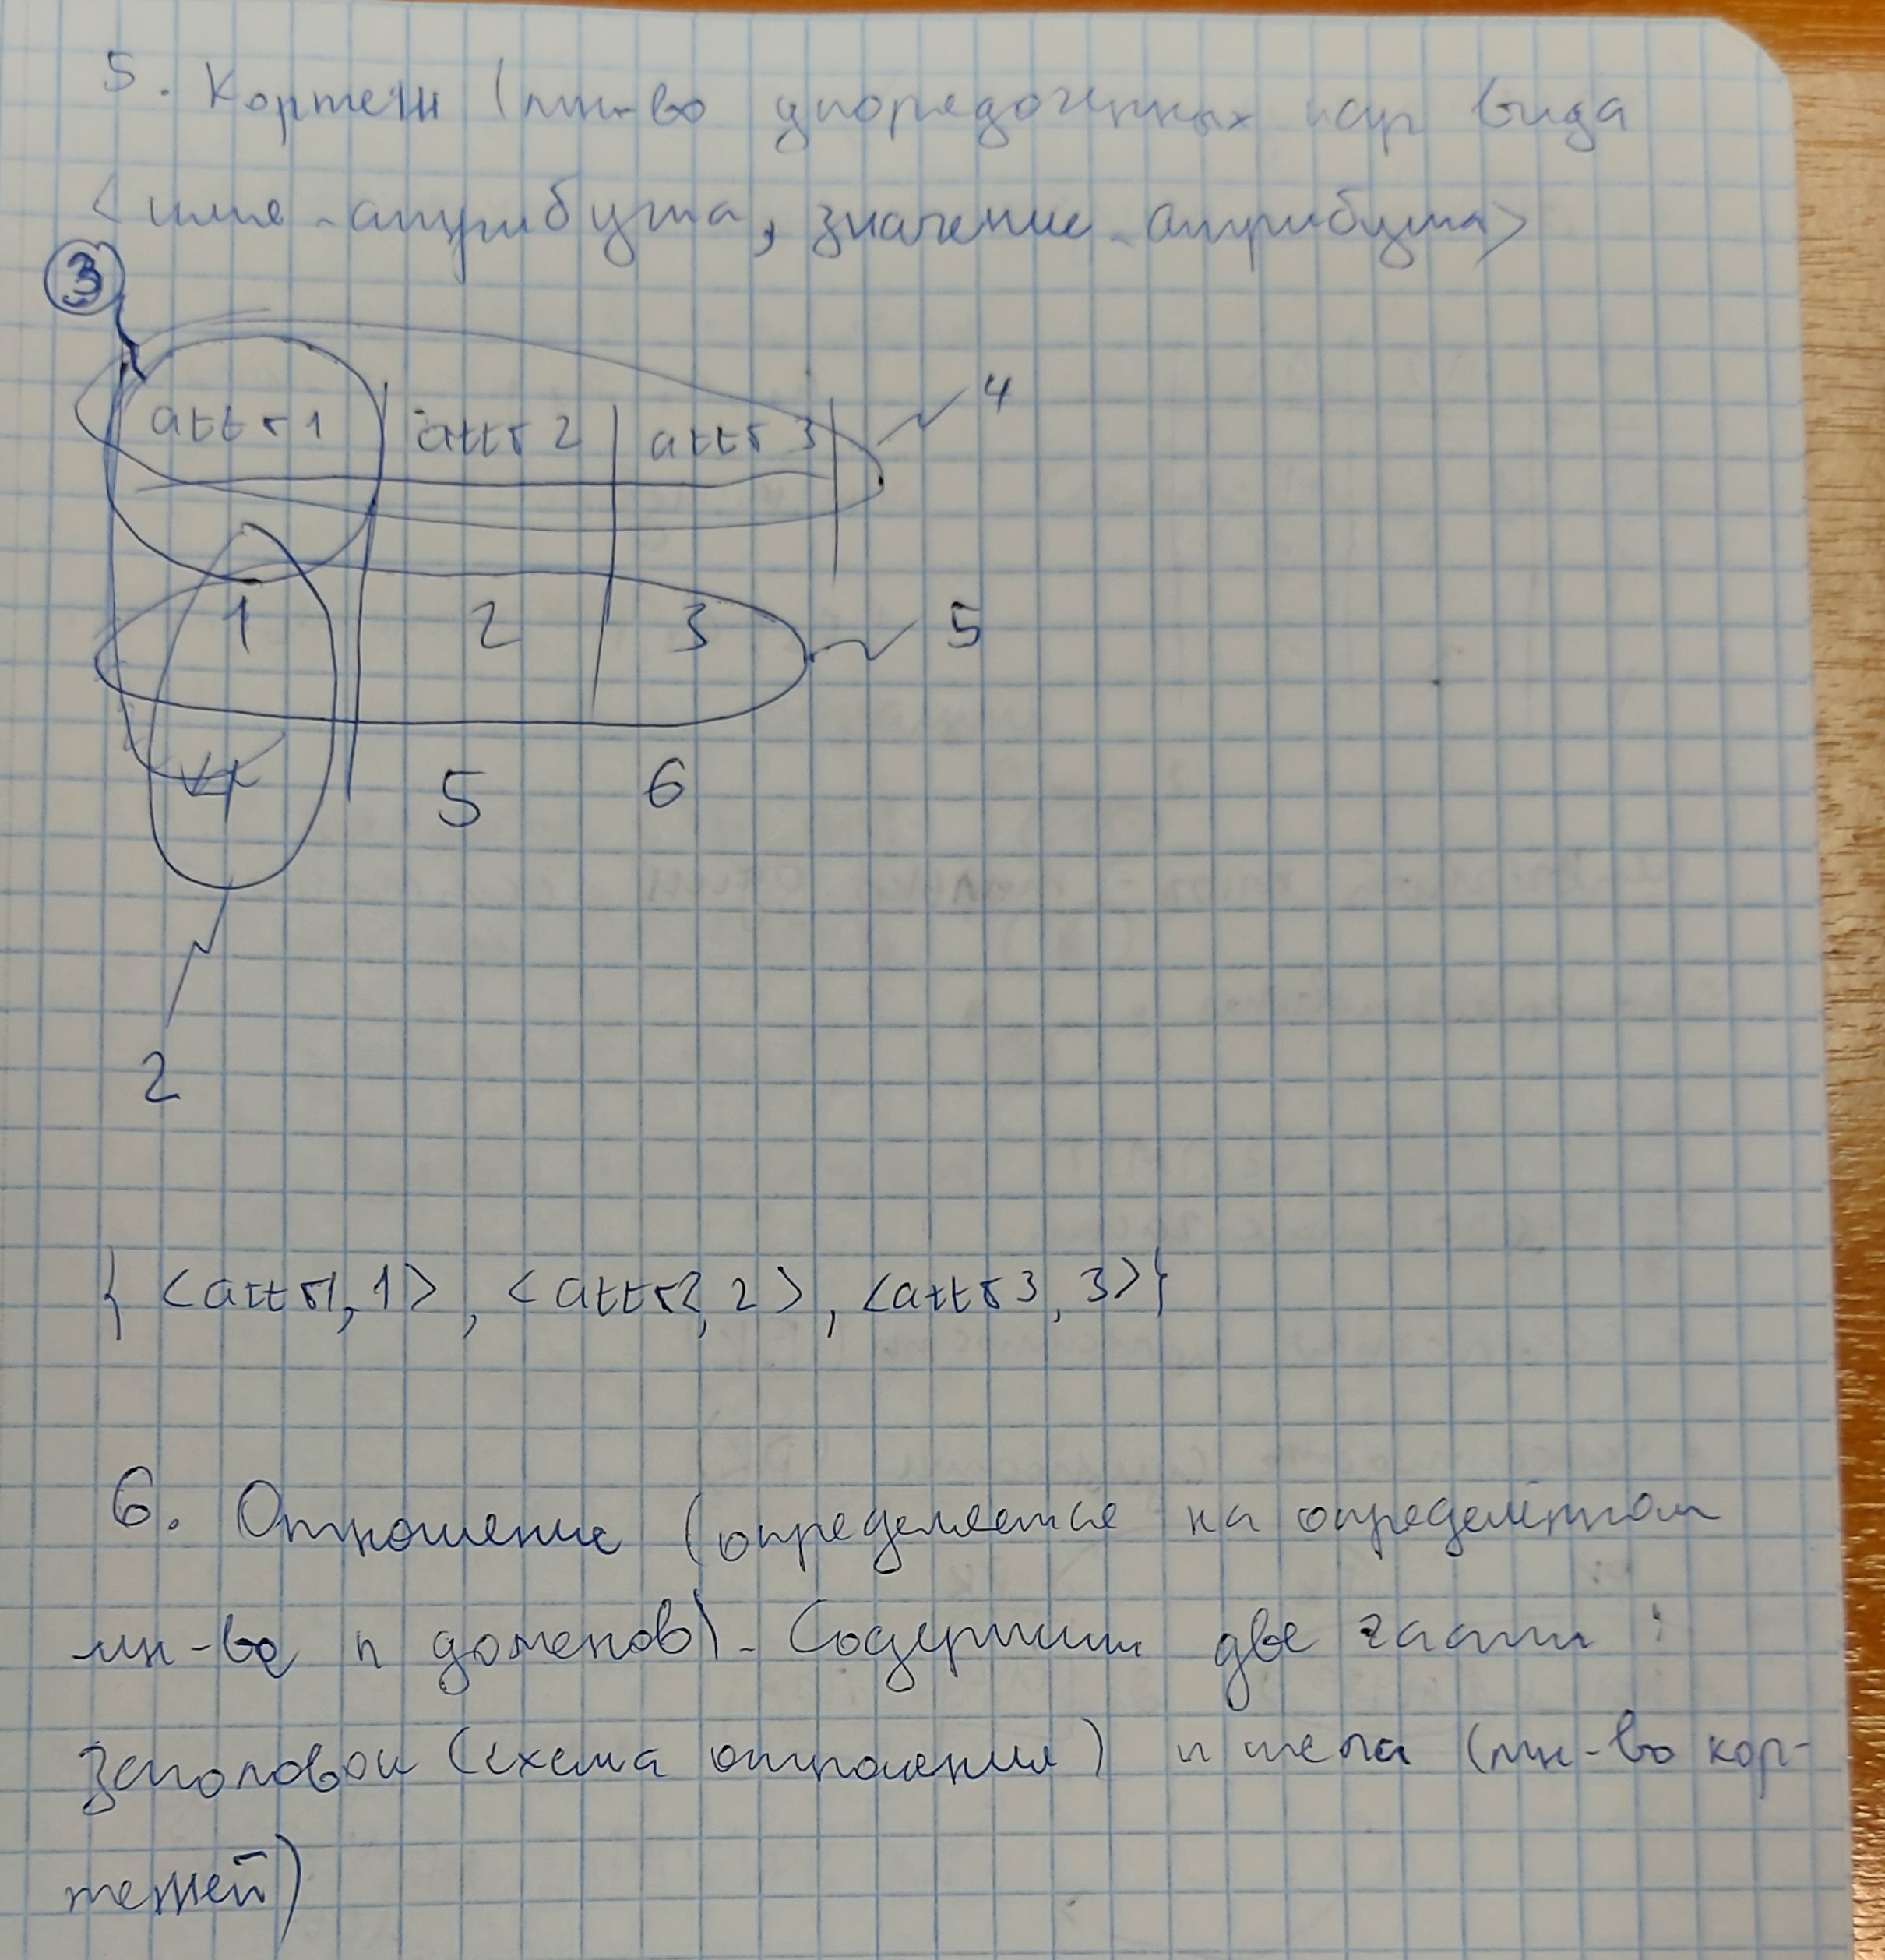 5. Кортеж (мн-во упорядоченных пар вида
<имя_атрибута, значение_атрибута>
3
4
attr1 attr2 attr3
1 2 3 5
4 5 6
2
{ <attr1, 1>, <attr2, 2>, <attr3, 3>}
6. Отношение (определяется на определённом
мн-ве n доменов). Содержит две части :
заголовок (схема отношения) и тела (мн-во кор-
тежей)